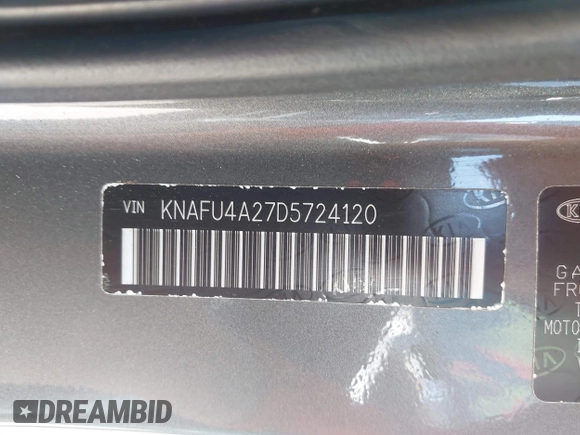 VIN KNAFU4A27D5724120
GA
FR
T
MOTO
DREAMBID